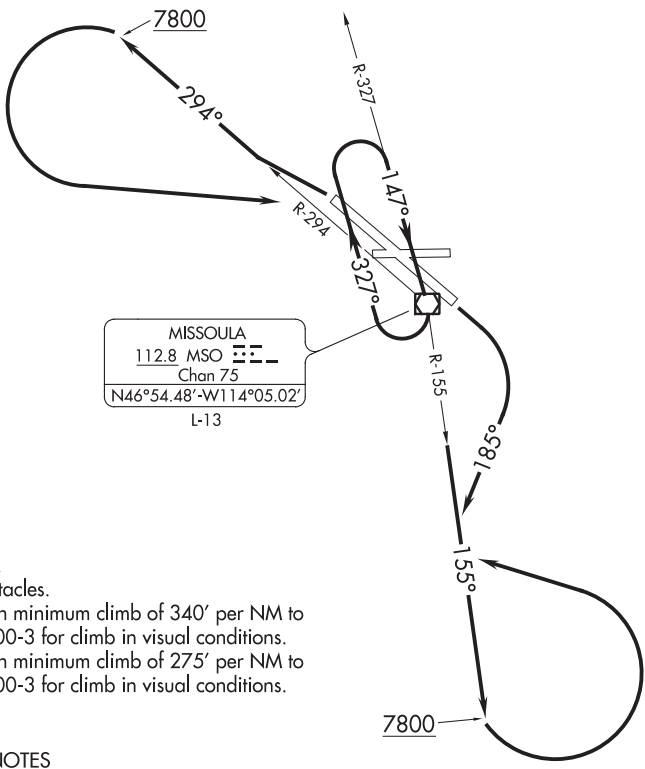 7800
294°
R-327
147°
R-294
327°
MISSOULA
112.8 MSO
Chan 75
N46°54.48'-W114°05.02'
L-13
R-155
185°
155°
tacles.
n minimum climb of 340' per NM to
00-3 for climb in visual conditions.
n minimum climb of 275' per NM to
00-3 for climb in visual conditions.
7800
NOTES